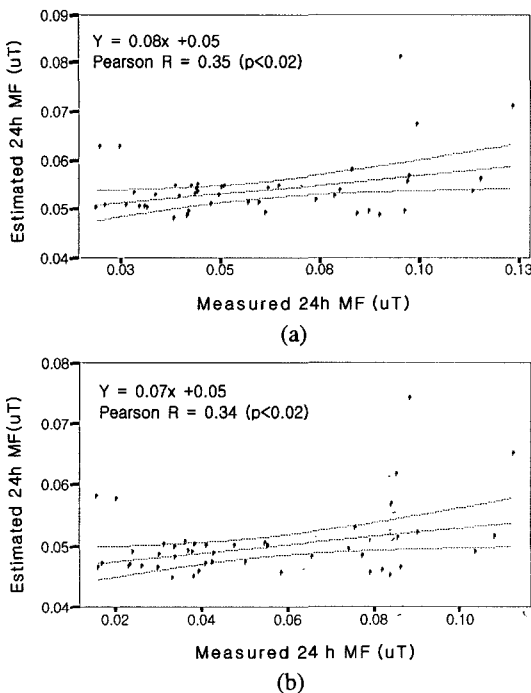 0.09
0.08
0.07
0.06
0.05
0.04
Estimated 24h MF (uT)
Y = 0.08x +0.05
Pearson R = 0.35 (p<0.02)
0.03 0.05 0.08 0.10 0.13
Measured 24h MF (uT)
(a)
0.08
0.07
0.06
0.05
0.04
Estimated 24h MF(uT)
Y = 0.07x +0.05
Pearson R = 0.34 (p<0.02)
0.02 0.04 0.06 0.08 0.10
Measured 24 h MF (uT)
(b)